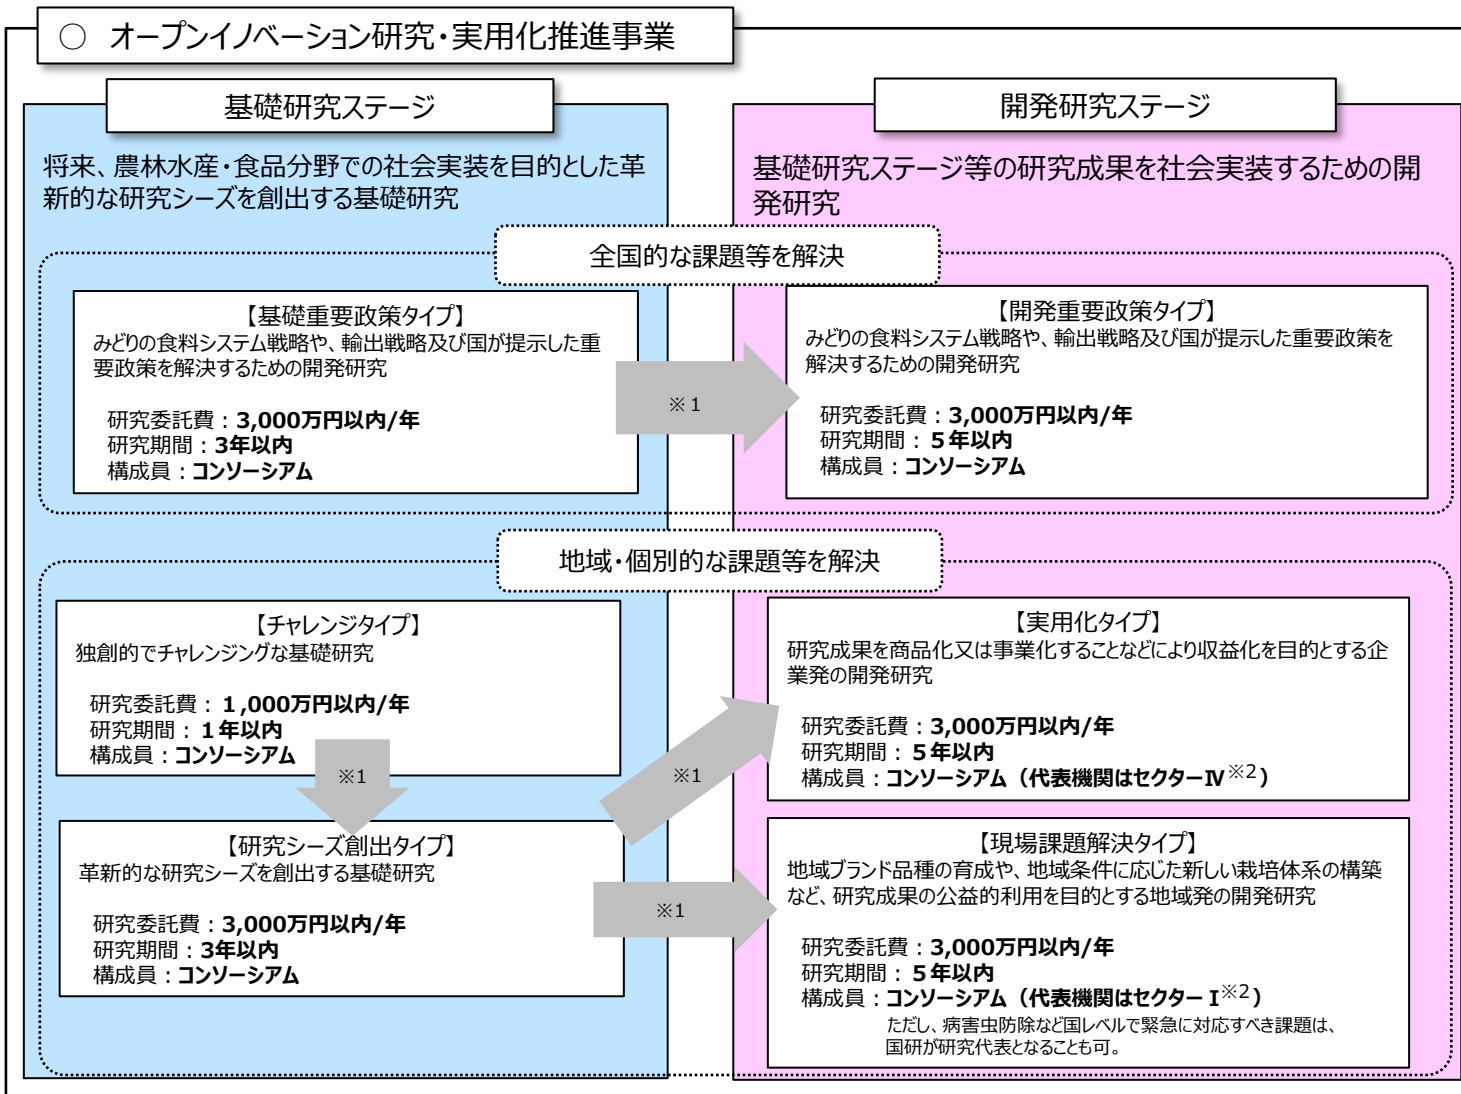 ○ オープンイノベーション研究・実用化推進事業
基礎研究ステージ
将来、農林水産・食品分野での社会実装を目的とした革
新的な研究シーズを創出する基礎研究
開発研究ステージ
基礎研究ステージ等の研究成果を社会実装するための開
発研究
全国的な課題等を解決
【基礎重要政策タイプ】
みどりの食料システム戦略や、輸出戦略及び国が提示した重
要政策を解決するための開発研究
研究委託費：3,000万円以内/年
研究期間：3年以内
構成員：コンソーシアム
※１
【開発重要政策タイプ】
みどりの食料システム戦略や、輸出戦略及び国が提示した重要政策を
解決するための開発研究
研究委託費：3,000万円以内/年
研究期間：５年以内
構成員：コンソーシアム
地域・個別的な課題等を解決
【チャレンジタイプ】
独創的でチャレンジングな基礎研究
研究委託費：１,000万円以内/年
研究期間：１年以内
構成員：コンソーシアム
※1
【研究シーズ創出タイプ】
革新的な研究シーズを創出する基礎研究
研究委託費：3,000万円以内/年
研究期間：3年以内
構成員：コンソーシアム
※1
※1
【実用化タイプ】
研究成果を商品化又は事業化することなどにより収益化を目的とする企
業発の開発研究
研究委託費：3,000万円以内/年
研究期間：５年以内
構成員：コンソーシアム（代表機関はセクターⅣ※2）
【現場課題解決タイプ】
地域ブランド品種の育成や、地域条件に応じた新しい栽培体系の構築
など、研究成果の公益的利用を目的とする地域発の開発研究
研究委託費：3,000万円以内/年
研究期間：５年以内
構成員：コンソーシアム（代表機関はセクターⅠ※2）
ただし、病害虫防除など国レベルで緊急に対応すべき課題は、
国研が研究代表となることも可。